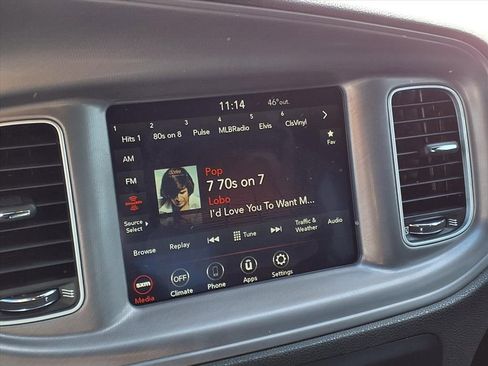 11:14 46°out.
1 2 3 4 5 6
Hits 1 80s on 8 Pulse MLBRadio Elvis ClsVinyl
AM
FM
SiriusXM
Source
Select
Fav
Pop
7 70s on 7
Lobo
I'd Love You To Want M...
Browse Replay Tune Traffic &
Weather Audio
sxm OFF
Media Climate Phone Apps Settings